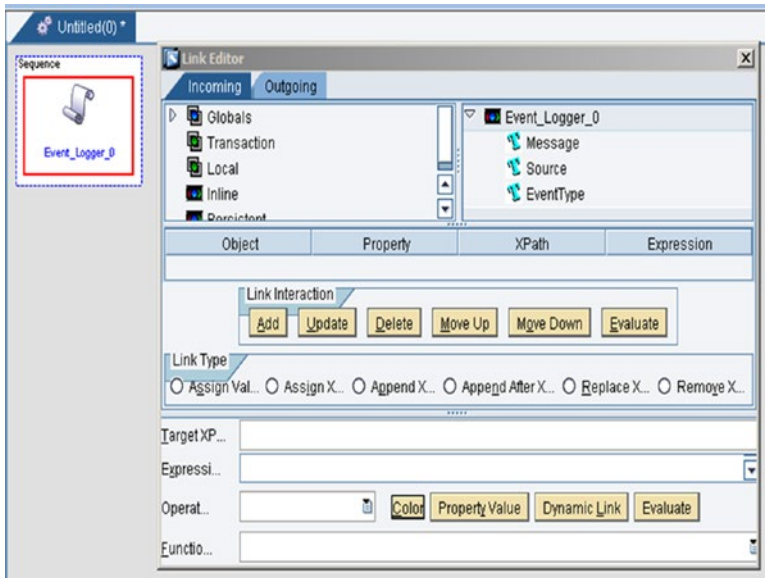 Untitled(0) *
Sequence
Event_Logger_0
Link Editor
Incoming Outgoing
Globals
Transaction
Local
Inline
Persistent
Event_Logger_0
Message
Source
EventType
Object Property XPath Expression
Link Interaction
Add Update Delete Move Up Move Down Evaluate
Link Type
Assign Val... Assign X... Append X... Append After X... Replace X... Remove X...
Target XP...
Expressi...
Operat... Color Property Value Dynamic Link Evaluate
Functio...